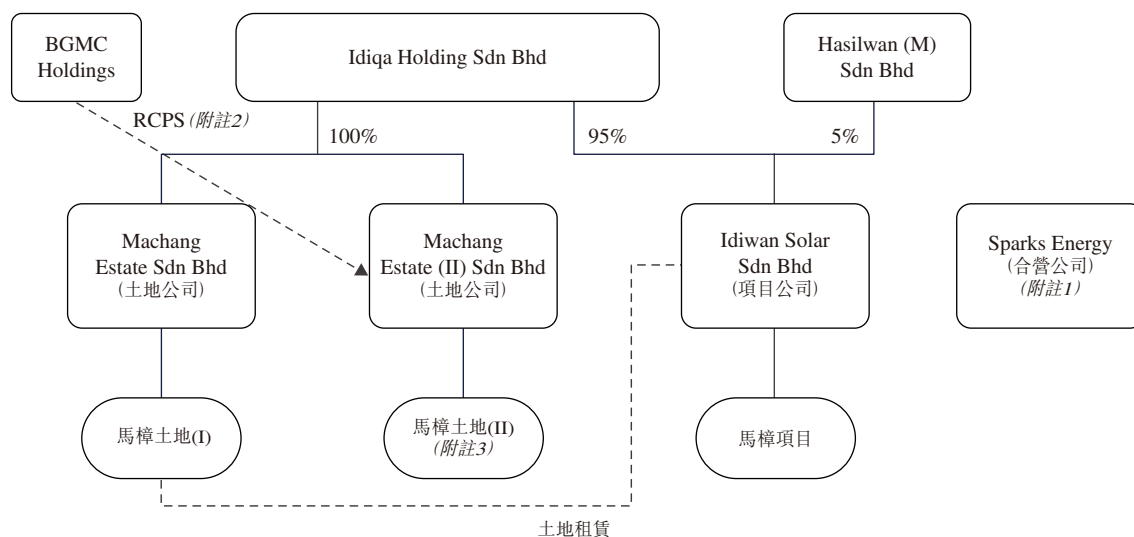 BGMC
Holdings
Idiqa Holding Sdn Bhd
Hasilwan (M)
Sdn Bhd
RCPS (附註2)
100%
95%
5%
Machang
Estate Sdn Bhd
(土地公司)
Machang
Estate (II) Sdn Bhd
(土地公司)
Idiwan Solar
Sdn Bhd
(項目公司)
Sparks Energy
(合營公司)
(附註1)
馬樟土地(I)
馬樟土地(II)
(附註3)
馬樟項目
土地租賃